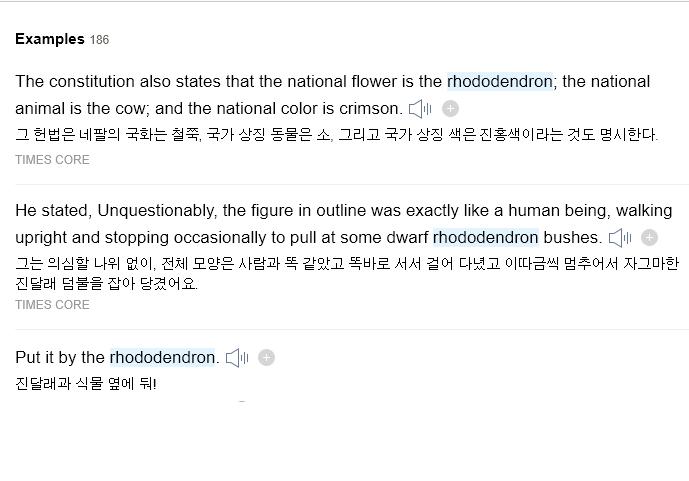 Examples 186
The constitution also states that the national flower is the rhododendron; the national
animal is the cow; and the national color is crimson.
그 헌법은 네팔의 국화는 철쭉, 국가 상징 동물은 소, 그리고 국가 상징 색은 진홍색이라는 것도 명시한다.
TIMES CORE
He stated, Unquestionably, the figure in outline was exactly like a human being, walking
upright and stopping occasionally to pull at some dwarf rhododendron bushes.
그는 의심할 나위 없이, 전체 모양은 사람과 똑 같았고 똑바로 서서 걸어 다녔고 이따금씩 멈추어서 자그마한
진달래 덤불을 잡아 당겼어요.
TIMES CORE
Put it by the rhododendron.
진달래과 식물 옆에 둬!